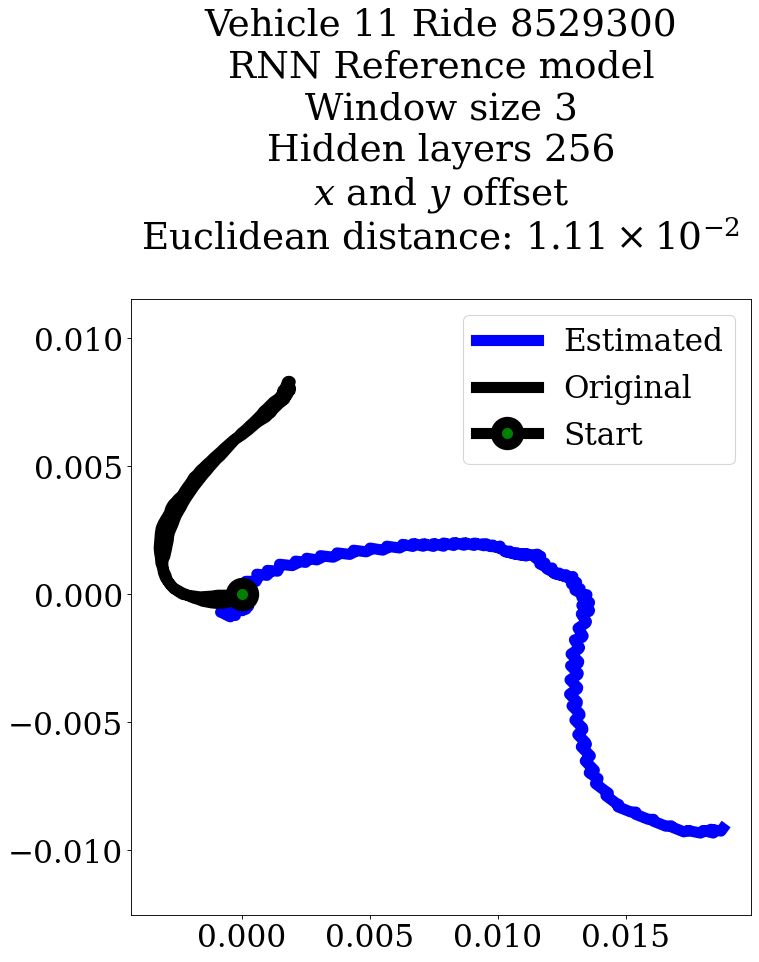 Vehicle 11 Ride 8529300
RNN Reference model
Window size 3
Hidden layers 256
x and y offset
Euclidean distance: 1.11 × 10⁻²
Estimated
Original
Start
0.010
0.005
0.000
−0.005
−0.010
0.000 0.005 0.010 0.015